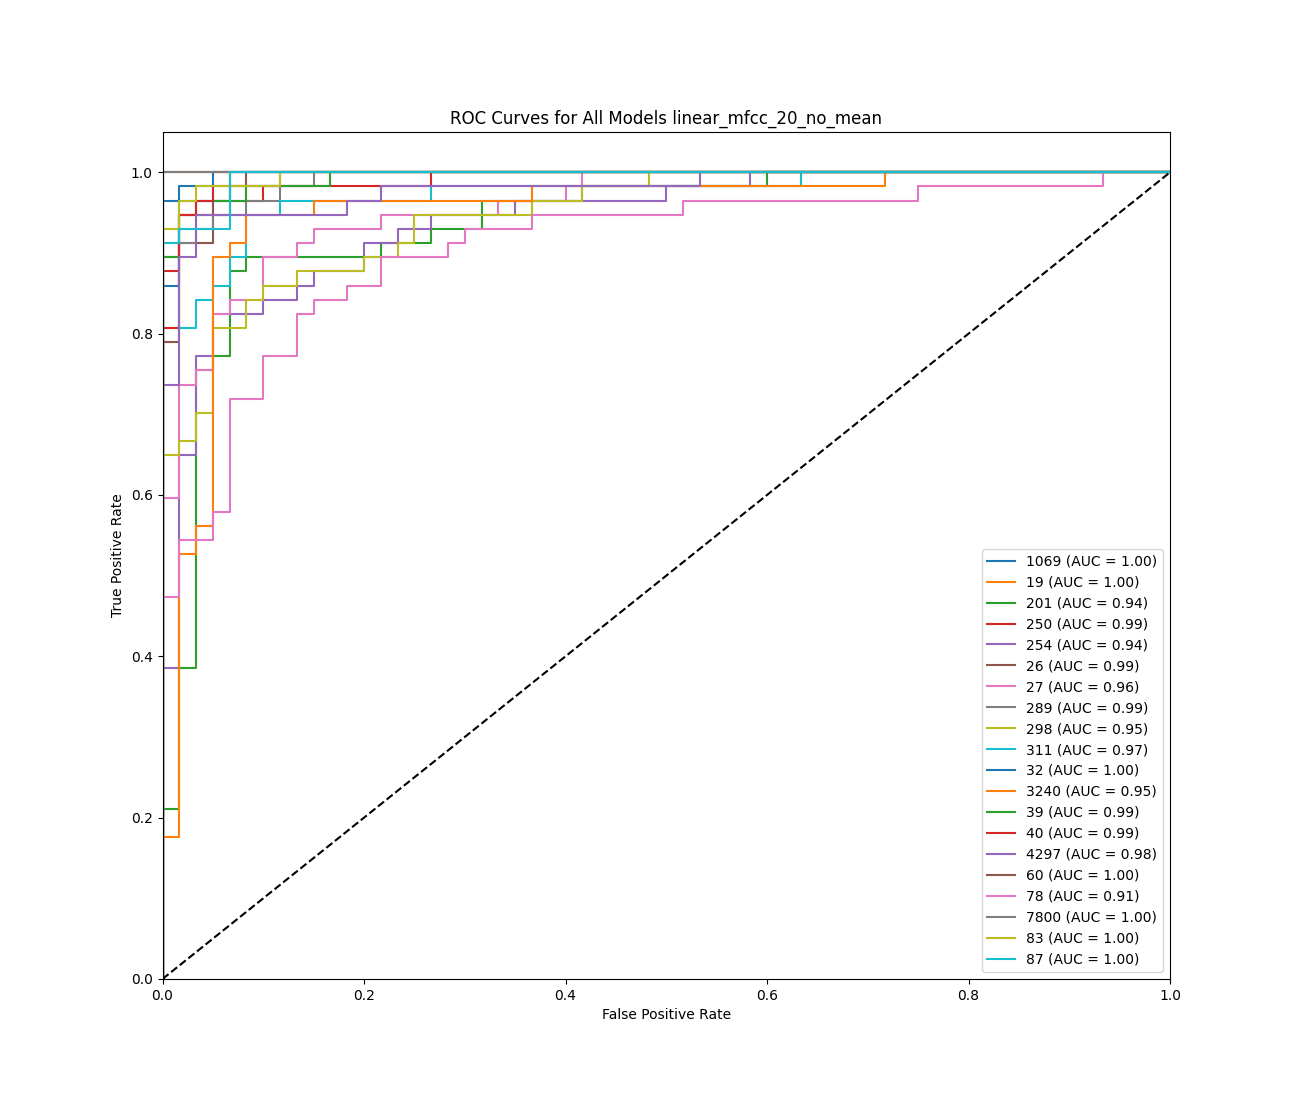 ROC Curves for All Models linear_mfcc_20_no_mean
1.0
0.8
0.6
0.4
0.2
0.0
True Positive Rate
1069 (AUC = 1.00)
19 (AUC = 1.00)
201 (AUC = 0.94)
250 (AUC = 0.99)
254 (AUC = 0.94)
26 (AUC = 0.99)
27 (AUC = 0.96)
289 (AUC = 0.99)
298 (AUC = 0.95)
311 (AUC = 0.97)
32 (AUC = 1.00)
3240 (AUC = 0.95)
39 (AUC = 0.99)
40 (AUC = 0.99)
4297 (AUC = 0.98)
60 (AUC = 1.00)
78 (AUC = 0.91)
7800 (AUC = 1.00)
83 (AUC = 1.00)
87 (AUC = 1.00)
0.0 0.2 0.4 0.6 0.8 1.0
False Positive Rate